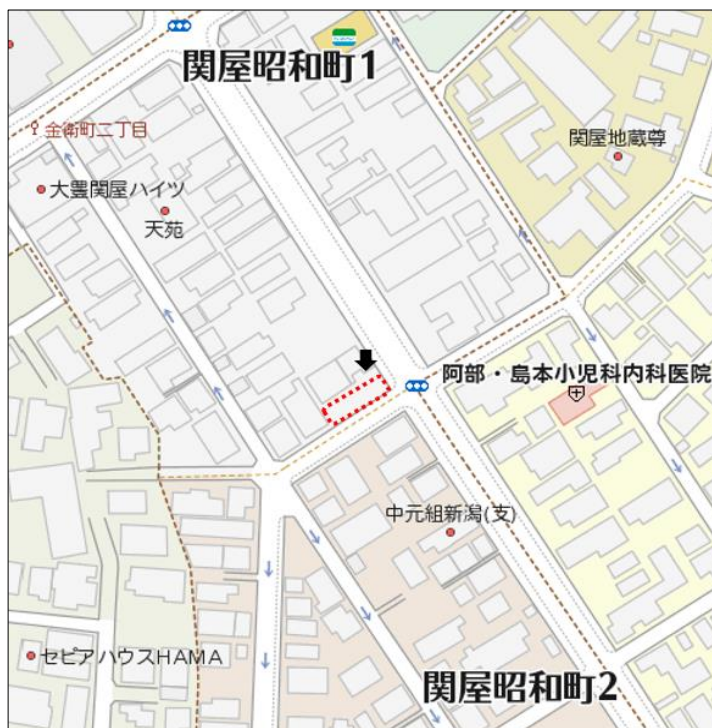 関屋昭和町1
金衛町二丁目
関屋地蔵尊
大豊関屋ハイツ
天苑
阿部・島本小児科内科医院
中元組新潟(支)
セピアハウスHAMA
関屋昭和町2